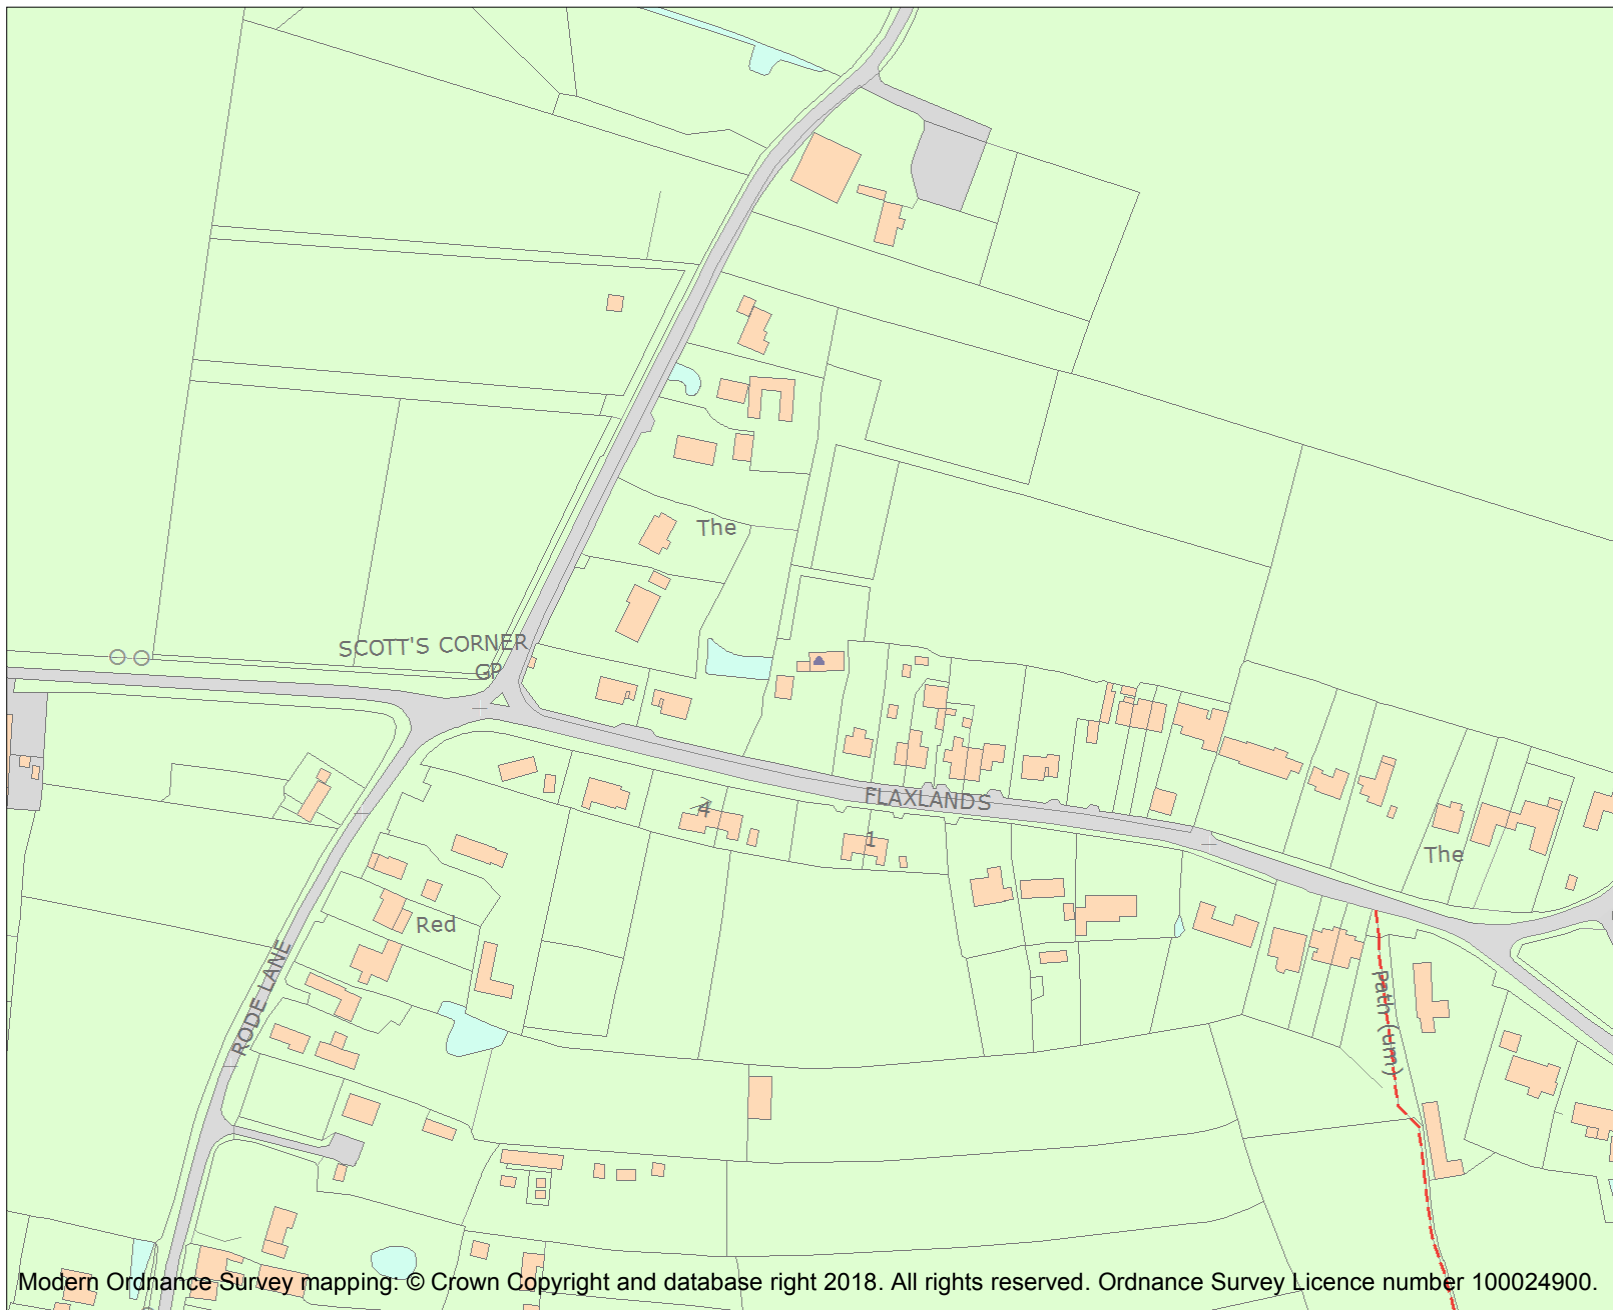 The
SCOTT'S CORNER
GP
FLAXLANDS
4
1
The
Red
RODE LANE
Path (um)
Modern Ordnance Survey mapping: © Crown Copyright and database right 2018. All rights reserved. Ordnance Survey Licence number 100024900.